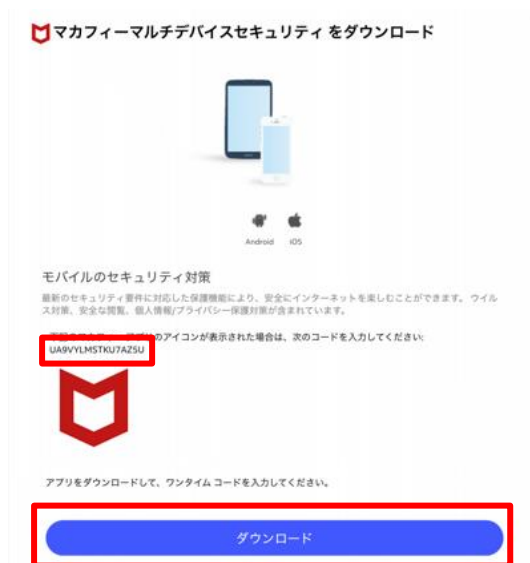 マカフィーマルチデバイスセキュリティ をダウンロード
Android iOS
モバイルのセキュリティ対策
最新のセキュリティ要件に対応した保護機能により、安全にインターネットを楽しむことができます。 ウイル
ス対策、安全な閲覧、個人情報/プライバシー保護対策が含まれています。
のアイコンが表示された場合は、次のコードを入力してください:
UA9VYLMSTKU7AZ5U
アプリをダウンロードして、ワンタイム コードを入力してください。
ダウンロード